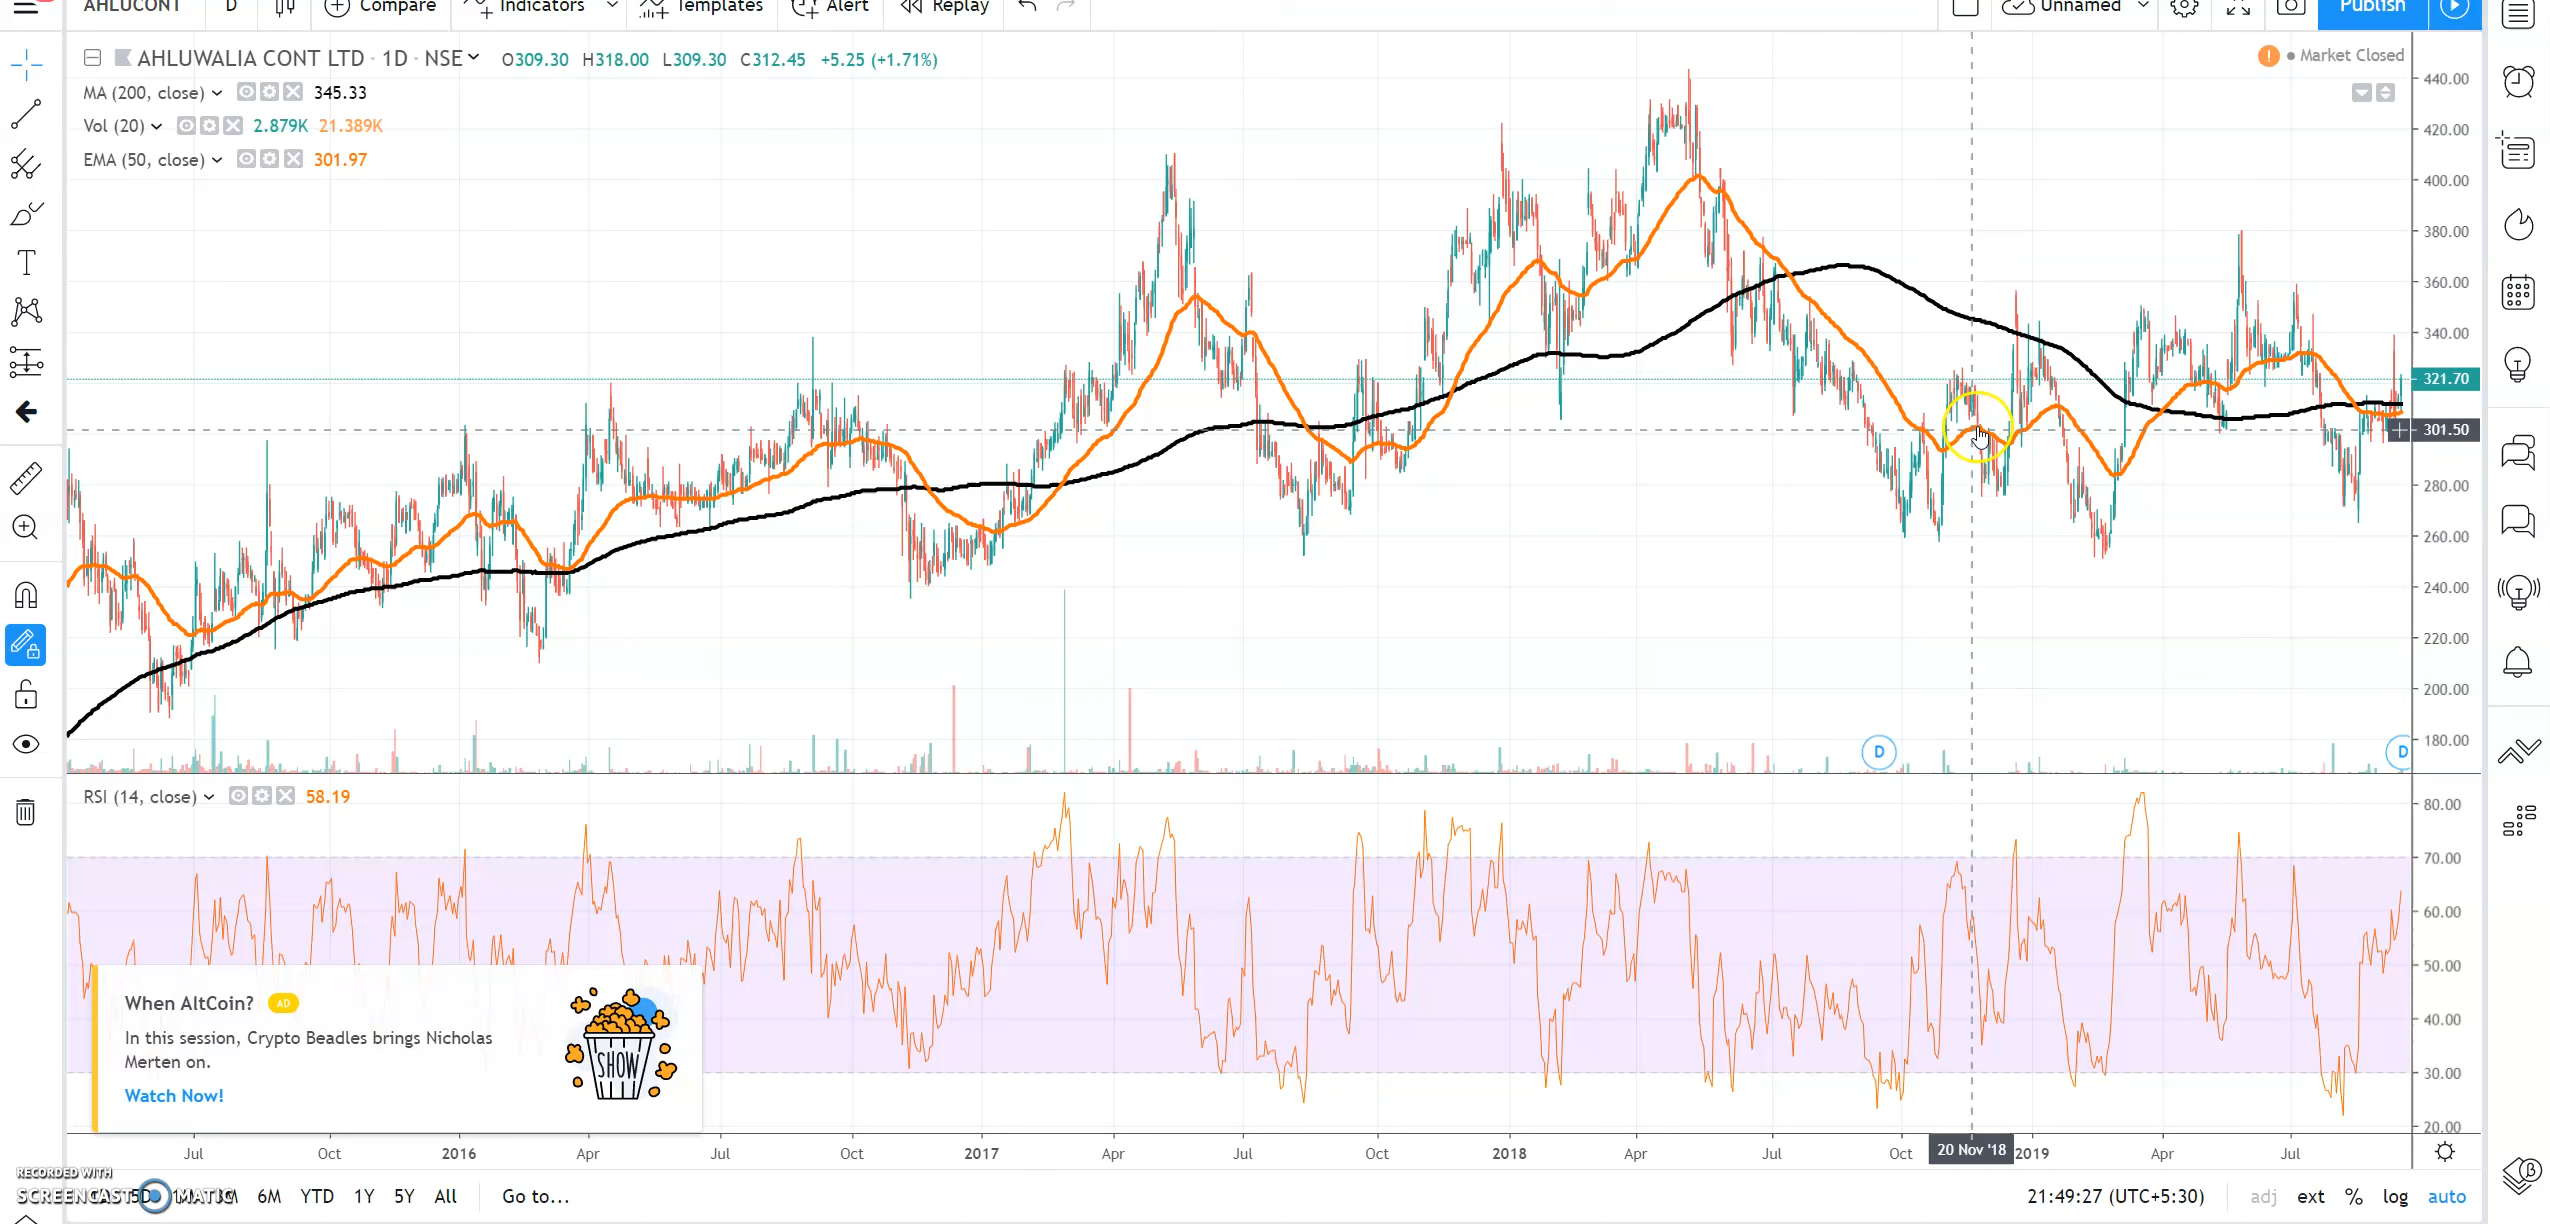 AHLUCONT D Compare Indicators Templates Alert Replay Unnamed Publish
AHLUWALIA CONT LTD · 1D · NSE O309.30 H318.00 L309.30 C312.45 +5.25 (+1.71%)
! Market Closed
MA (200, close) 345.33
Vol (20) 2.879K 21.389K
EMA (50, close) 301.97
440.00
420.00
400.00
380.00
360.00
340.00
321.70
301.50
280.00
260.00
240.00
220.00
200.00
180.00
D D
RSI (14, close) 58.19
80.00
70.00
60.00
50.00
40.00
30.00
20.00
When AltCoin? AD
In this session, Crypto Beadles brings Nicholas
Merten on.
Watch Now!
SHOW
Jul Oct 2016 Apr Jul Oct 2017 Apr Jul Oct 2018 Apr Jul Oct 20 Nov '18 2019 Apr Jul
RECORDED WITH
SCREENCAST MATIC
5D 6M YTD 1Y 5Y All Go to... 21:49:27 (UTC+5:30) adj ext % log auto